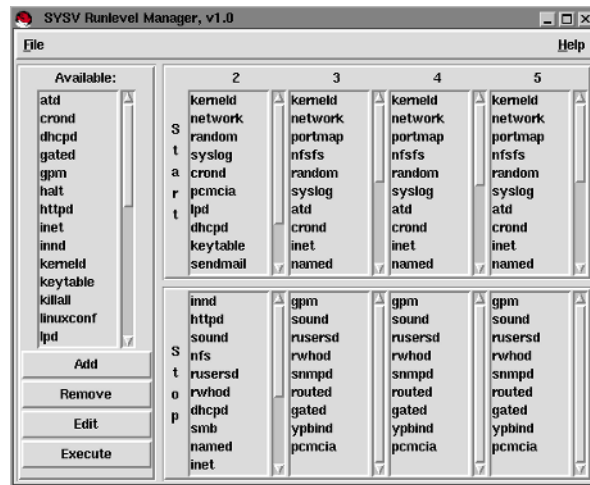 SYSV Runlevel Manager, v1.0
File
Help
Available:
atd
crond
dhcpd
gated
gpm
halt
httpd
inet
innd
kerneld
keytable
killall
linuxconf
lpd
Add
Remove
Edit
Execute
Start
2
kerneld
network
random
syslog
crond
pcmcia
lpd
dhcpd
keytable
sendmail
3
kerneld
network
portmap
nfsfs
random
syslog
atd
crond
inet
named
4
kerneld
network
portmap
nfsfs
random
syslog
atd
crond
inet
named
5
kerneld
network
portmap
nfsfs
random
syslog
atd
crond
inet
named
Stop
innd
httpd
sound
nfs
rusersd
rwhod
dhcpd
smb
named
inet
gpm
sound
rusersd
rwhod
snmpd
routed
gated
ypbind
pcmcia
gpm
sound
rusersd
rwhod
snmpd
routed
gated
ypbind
pcmcia
gpm
sound
rusersd
rwhod
snmpd
routed
gated
ypbind
pcmcia